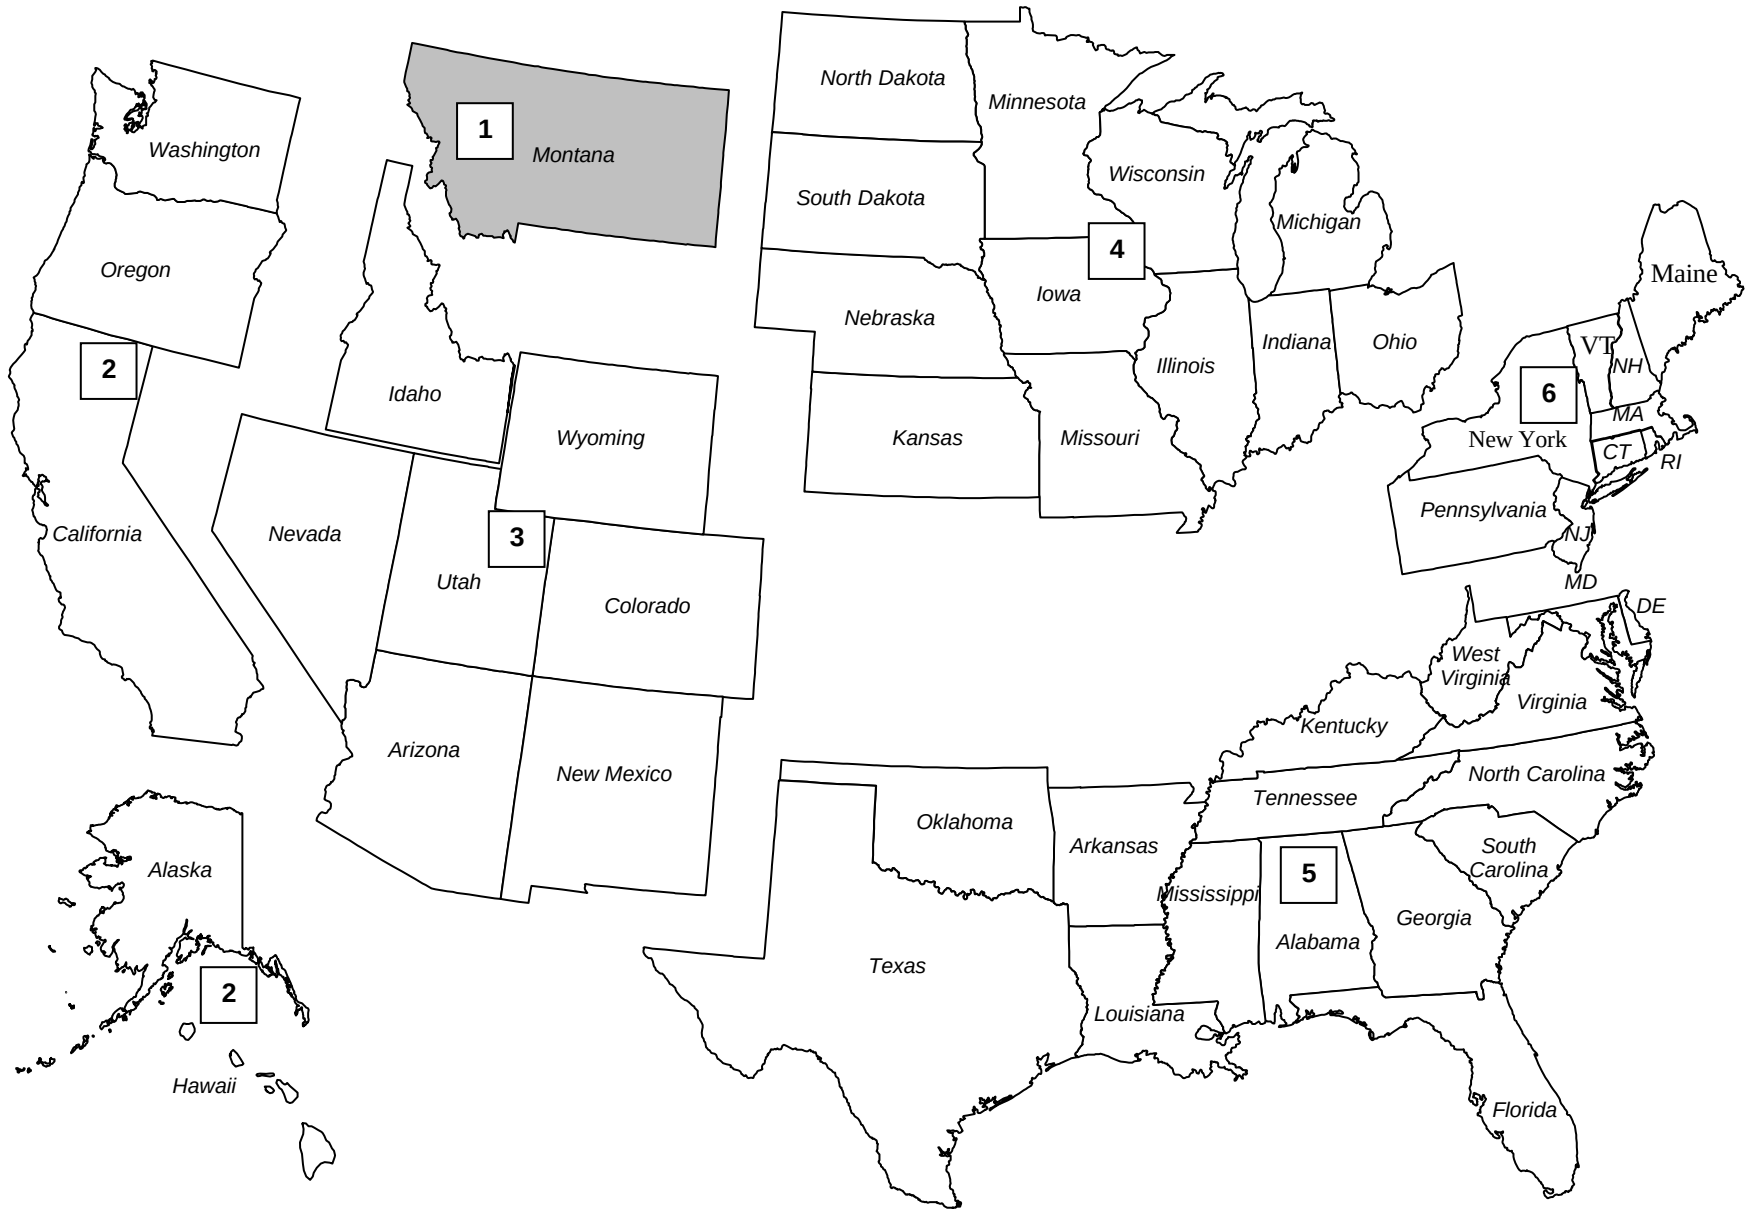 North Dakota
Minnesota
1
Washington
Montana
Wisconsin
South Dakota
Michigan
4
Oregon
Maine
Iowa
Nebraska
Indiana
Ohio
VT
2
Illinois
NH
Idaho
6
MA
Wyoming
Kansas
Missouri
New York
CT
RI
Pennsylvania
California
Nevada
3
NJ
Utah
MD
Colorado
DE
West
Virginia
Virginia
Kentucky
Arizona
New Mexico
North Carolina
Tennessee
Oklahoma
Arkansas
South
Carolina
Alaska
5
Mississippi
Georgia
Alabama
Texas
2
Louisiana
Hawaii
Florida